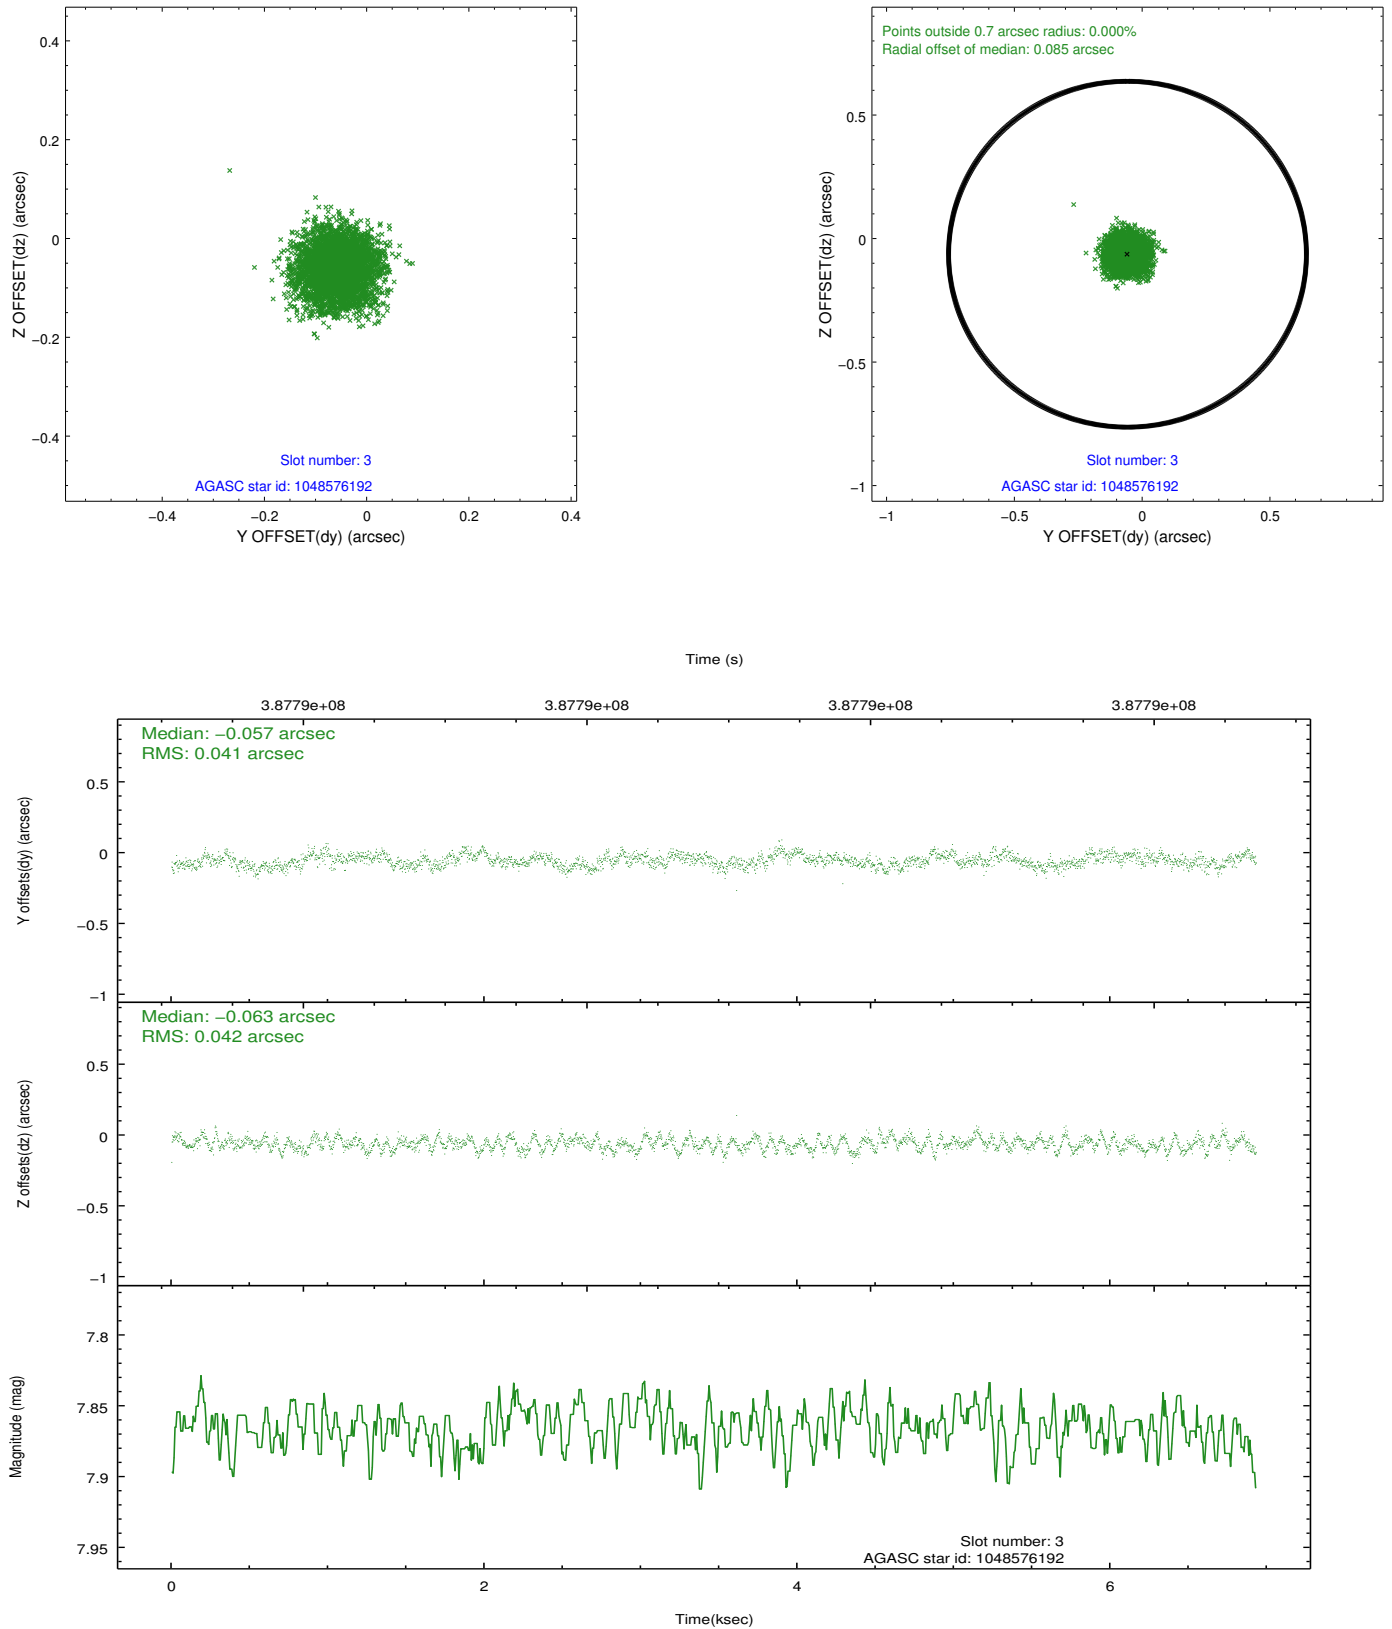 0.4
0.2
0
−0.2
−0.4
Z OFFSET(dz) (arcsec)
Slot number: 3
AGASC star id: 1048576192
−0.4 −0.2 0 0.2 0.4
Y OFFSET(dy) (arcsec)
Points outside 0.7 arcsec radius: 0.000%
Radial offset of median: 0.085 arcsec
0.5
0
−0.5
−1
Z OFFSET(dz) (arcsec)
Slot number: 3
AGASC star id: 1048576192
−1 −0.5 0 0.5
Y OFFSET(dy) (arcsec)
Time (s)
3.8779e+08 3.8779e+08 3.8779e+08 3.8779e+08
Median: −0.057 arcsec
RMS: 0.041 arcsec
0.5
0
−0.5
−1
Y offsets(dy) (arcsec)
Median: −0.063 arcsec
RMS: 0.042 arcsec
0.5
0
−0.5
−1
Z offsets(dz) (arcsec)
7.8
7.85
7.9
7.95
Magnitude (mag)
Slot number: 3
AGASC star id: 1048576192
0 2 4 6
Time(ksec)